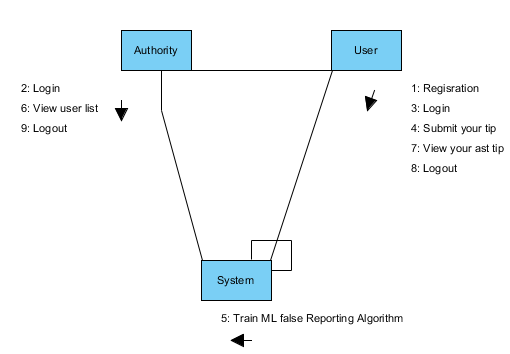 Authority
User
2: Login
6: View user list
9: Logout
1: Regisration
3: Login
4: Submit your tip
7: View your ast tip
8: Logout
System
5: Train ML false Reporting Algorithm